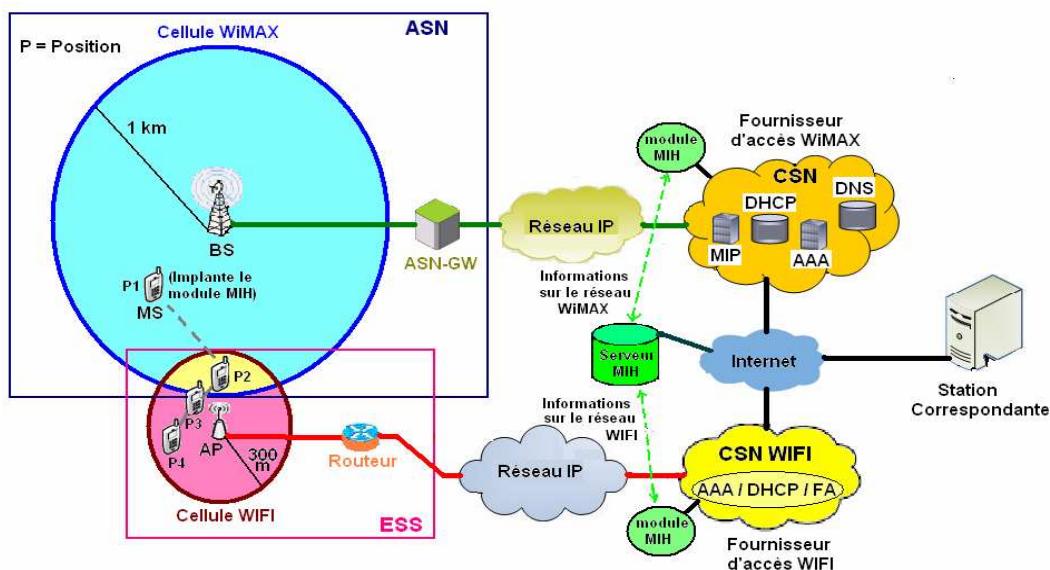 ASN
Cellule WiMAX
P = Position
1 km
BS
ASN-GW
P1
(Implante le
module MIH)
MS
P2
P3
P4
AP
300
m
Cellule WIFI
ESS
Routeur
Réseau IP
Réseau IP
module
MIH
Fournisseur
d'accès WiMAX
CSN
DHCP
DNS
MIP
AAA
Informations
sur le réseau
WiMAX
Serveur
MIH
Internet
Station
Correspondante
Informations
sur le réseau
WIFI
CSN WIFI
AAA / DHCP / FA
module
MIH
Fournisseur
d'accès WIFI